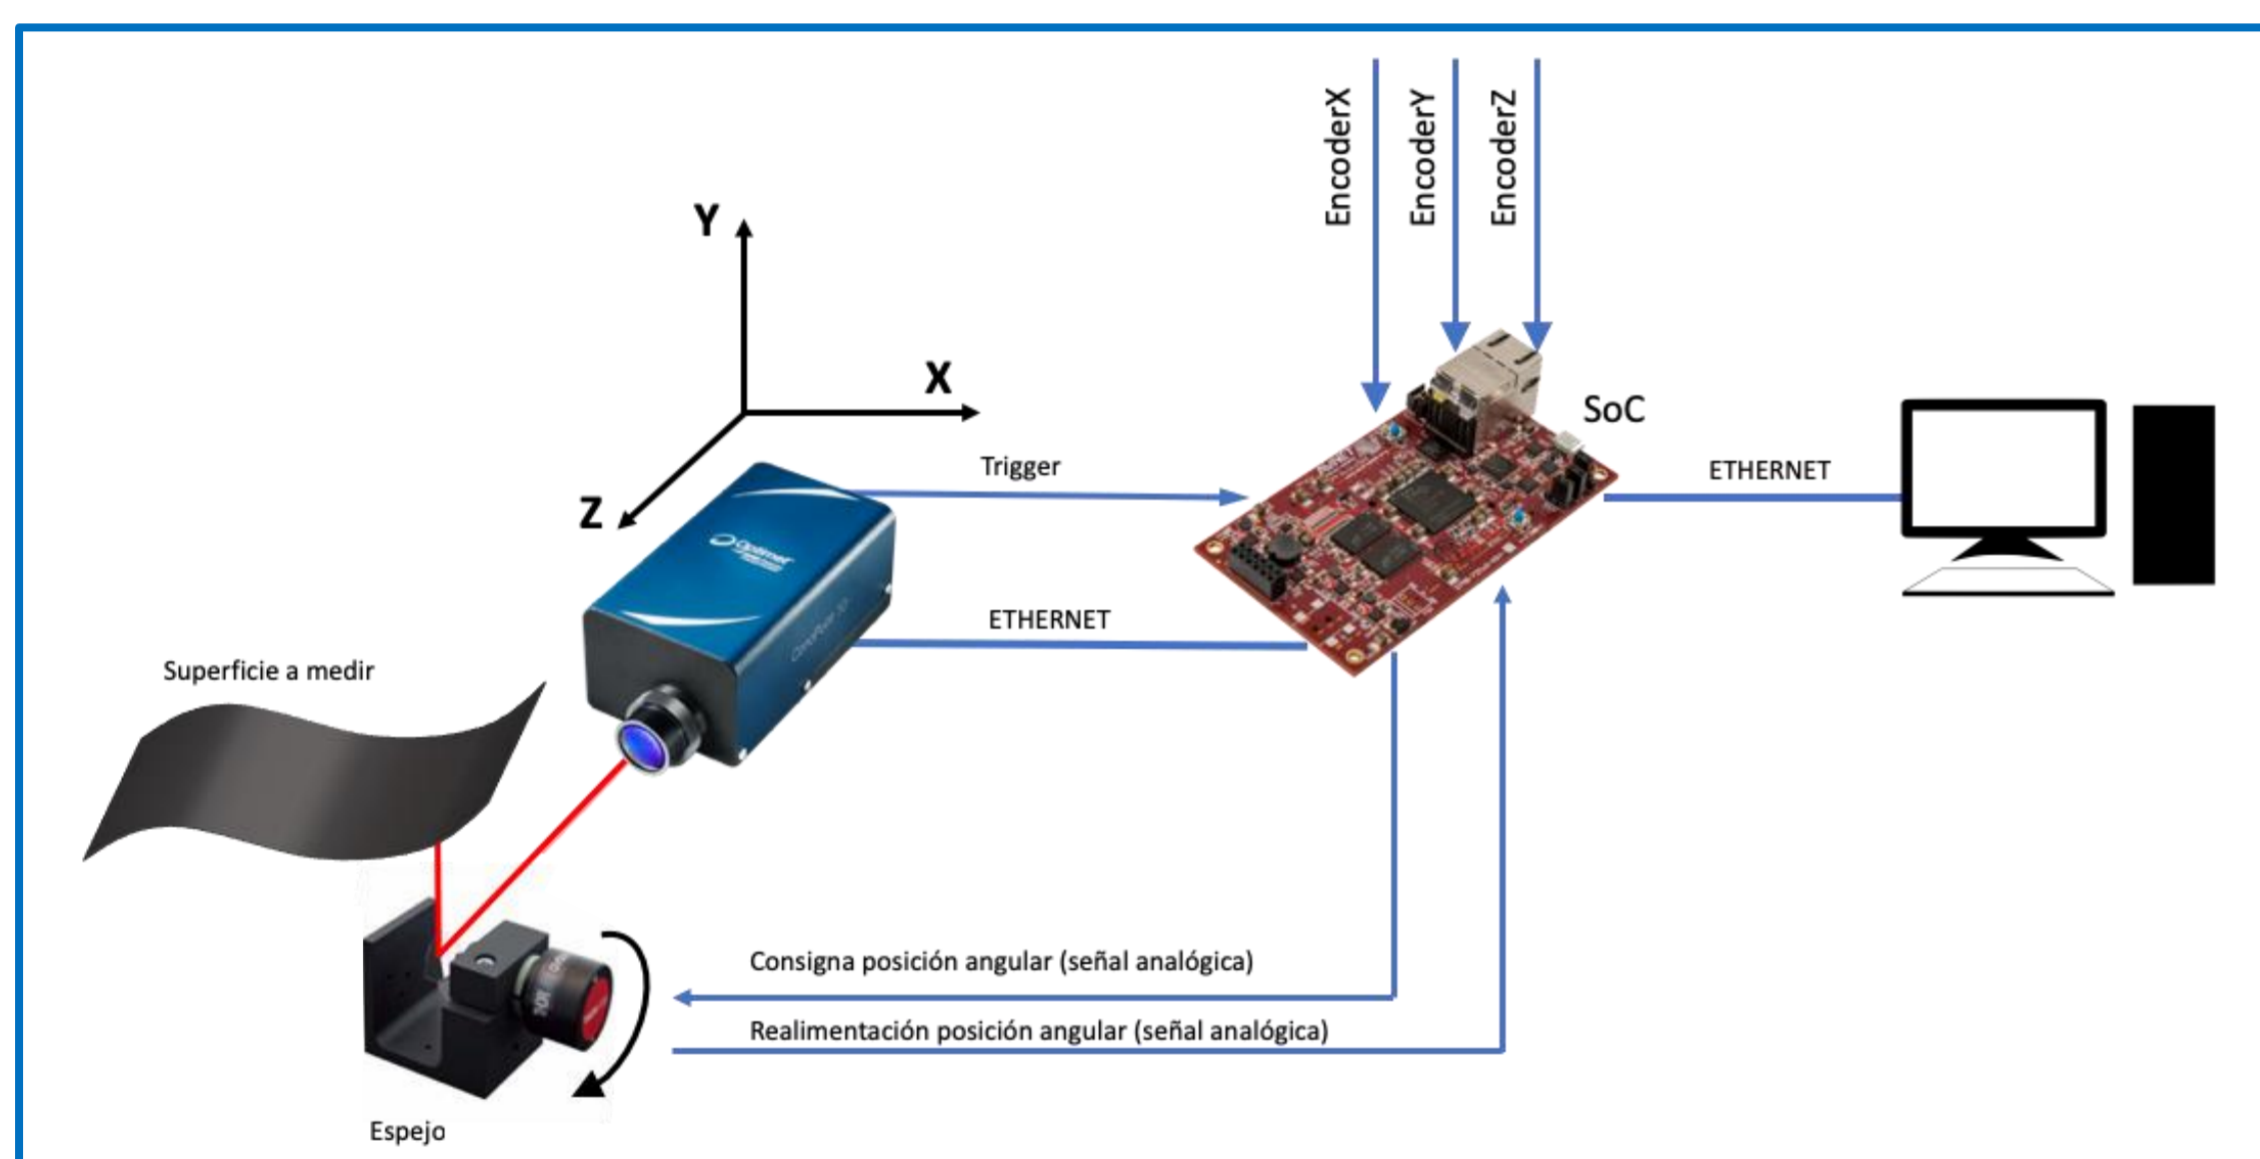 EncoderX
EncoderY
EncoderZ
Y
X
Z
SoC
Trigger
ETHERNET
Optimet
ETHERNET
Superficie a medir
Consigna posición angular (señal analógica)
Realimentación posición angular (señal analógica)
Espejo